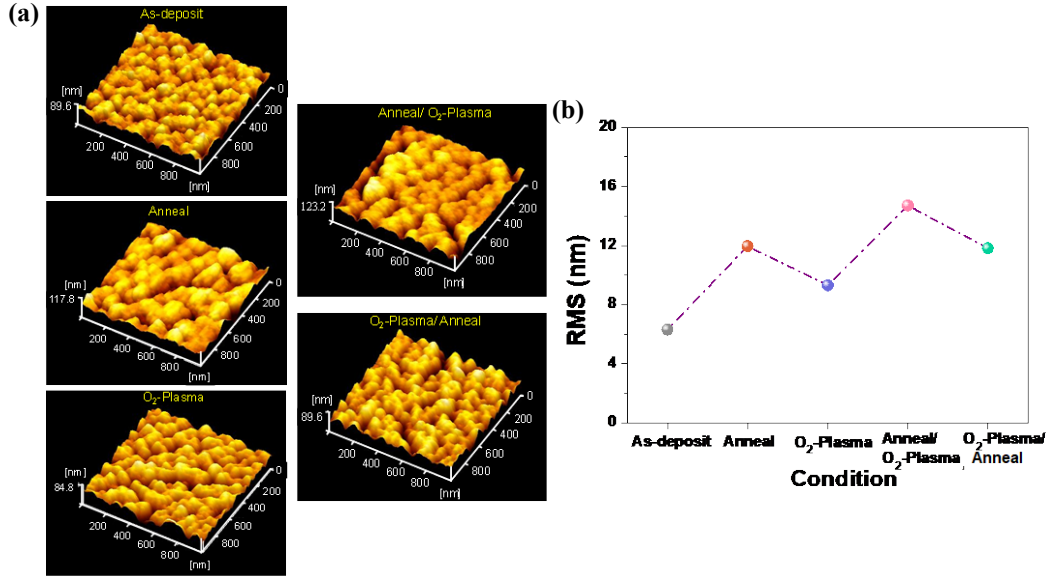 (a)
As-deposit
[nm]
89.6
200
400
600
800
[nm]
0
200
400
600
800
Anneal
[nm]
117.8
200
400
600
800
[nm]
0
200
400
600
800
O₂-Plasma
[nm]
84.8
200
400
600
800
[nm]
0
200
400
600
800
Anneal/ O₂-Plasma
[nm]
123.2
200
400
600
800
[nm]
0
200
400
600
800
O₂-Plasma/Anneal
[nm]
89.6
200
400
600
800
[nm]
0
200
400
600
800
(b)
RMS (nm)
20
16
12
8
4
0
As-deposit
Anneal
O₂-Plasma
Anneal/
O₂-Plasma,
O₂-Plasma/
Anneal
Condition